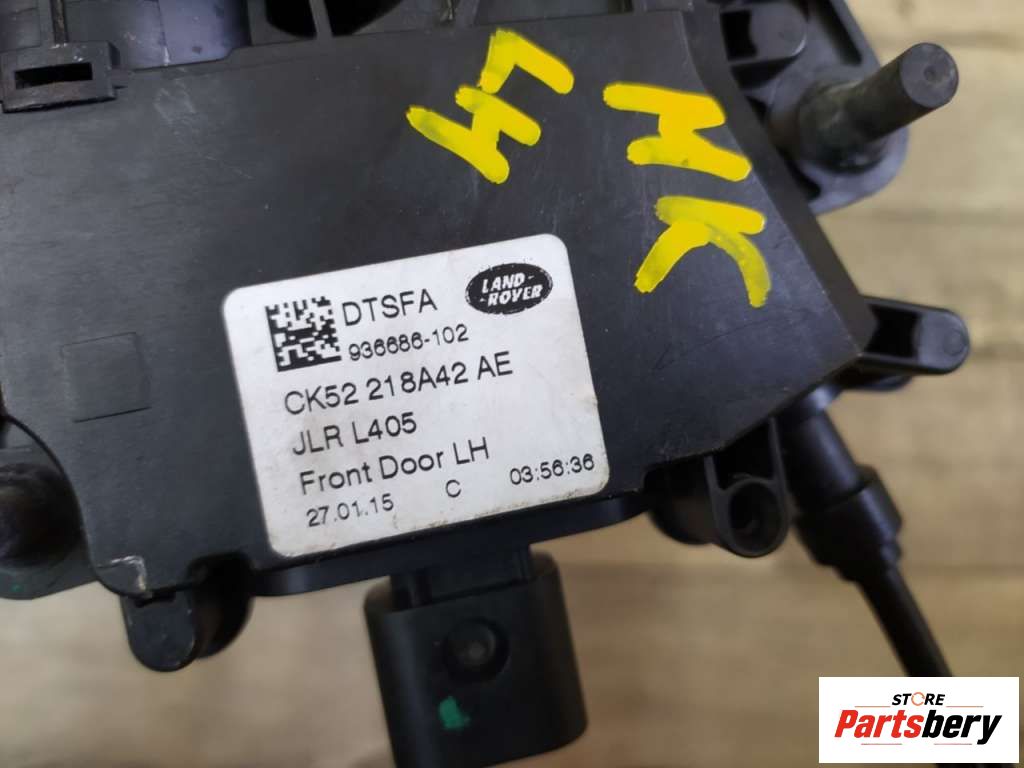 LH
MK
DTSFA
LAND-
-ROVER
936686-102
CK52 218A42 AE
JLR L405
Front Door LH
27.01.15 C 03:56:36
STORE
Partsbery